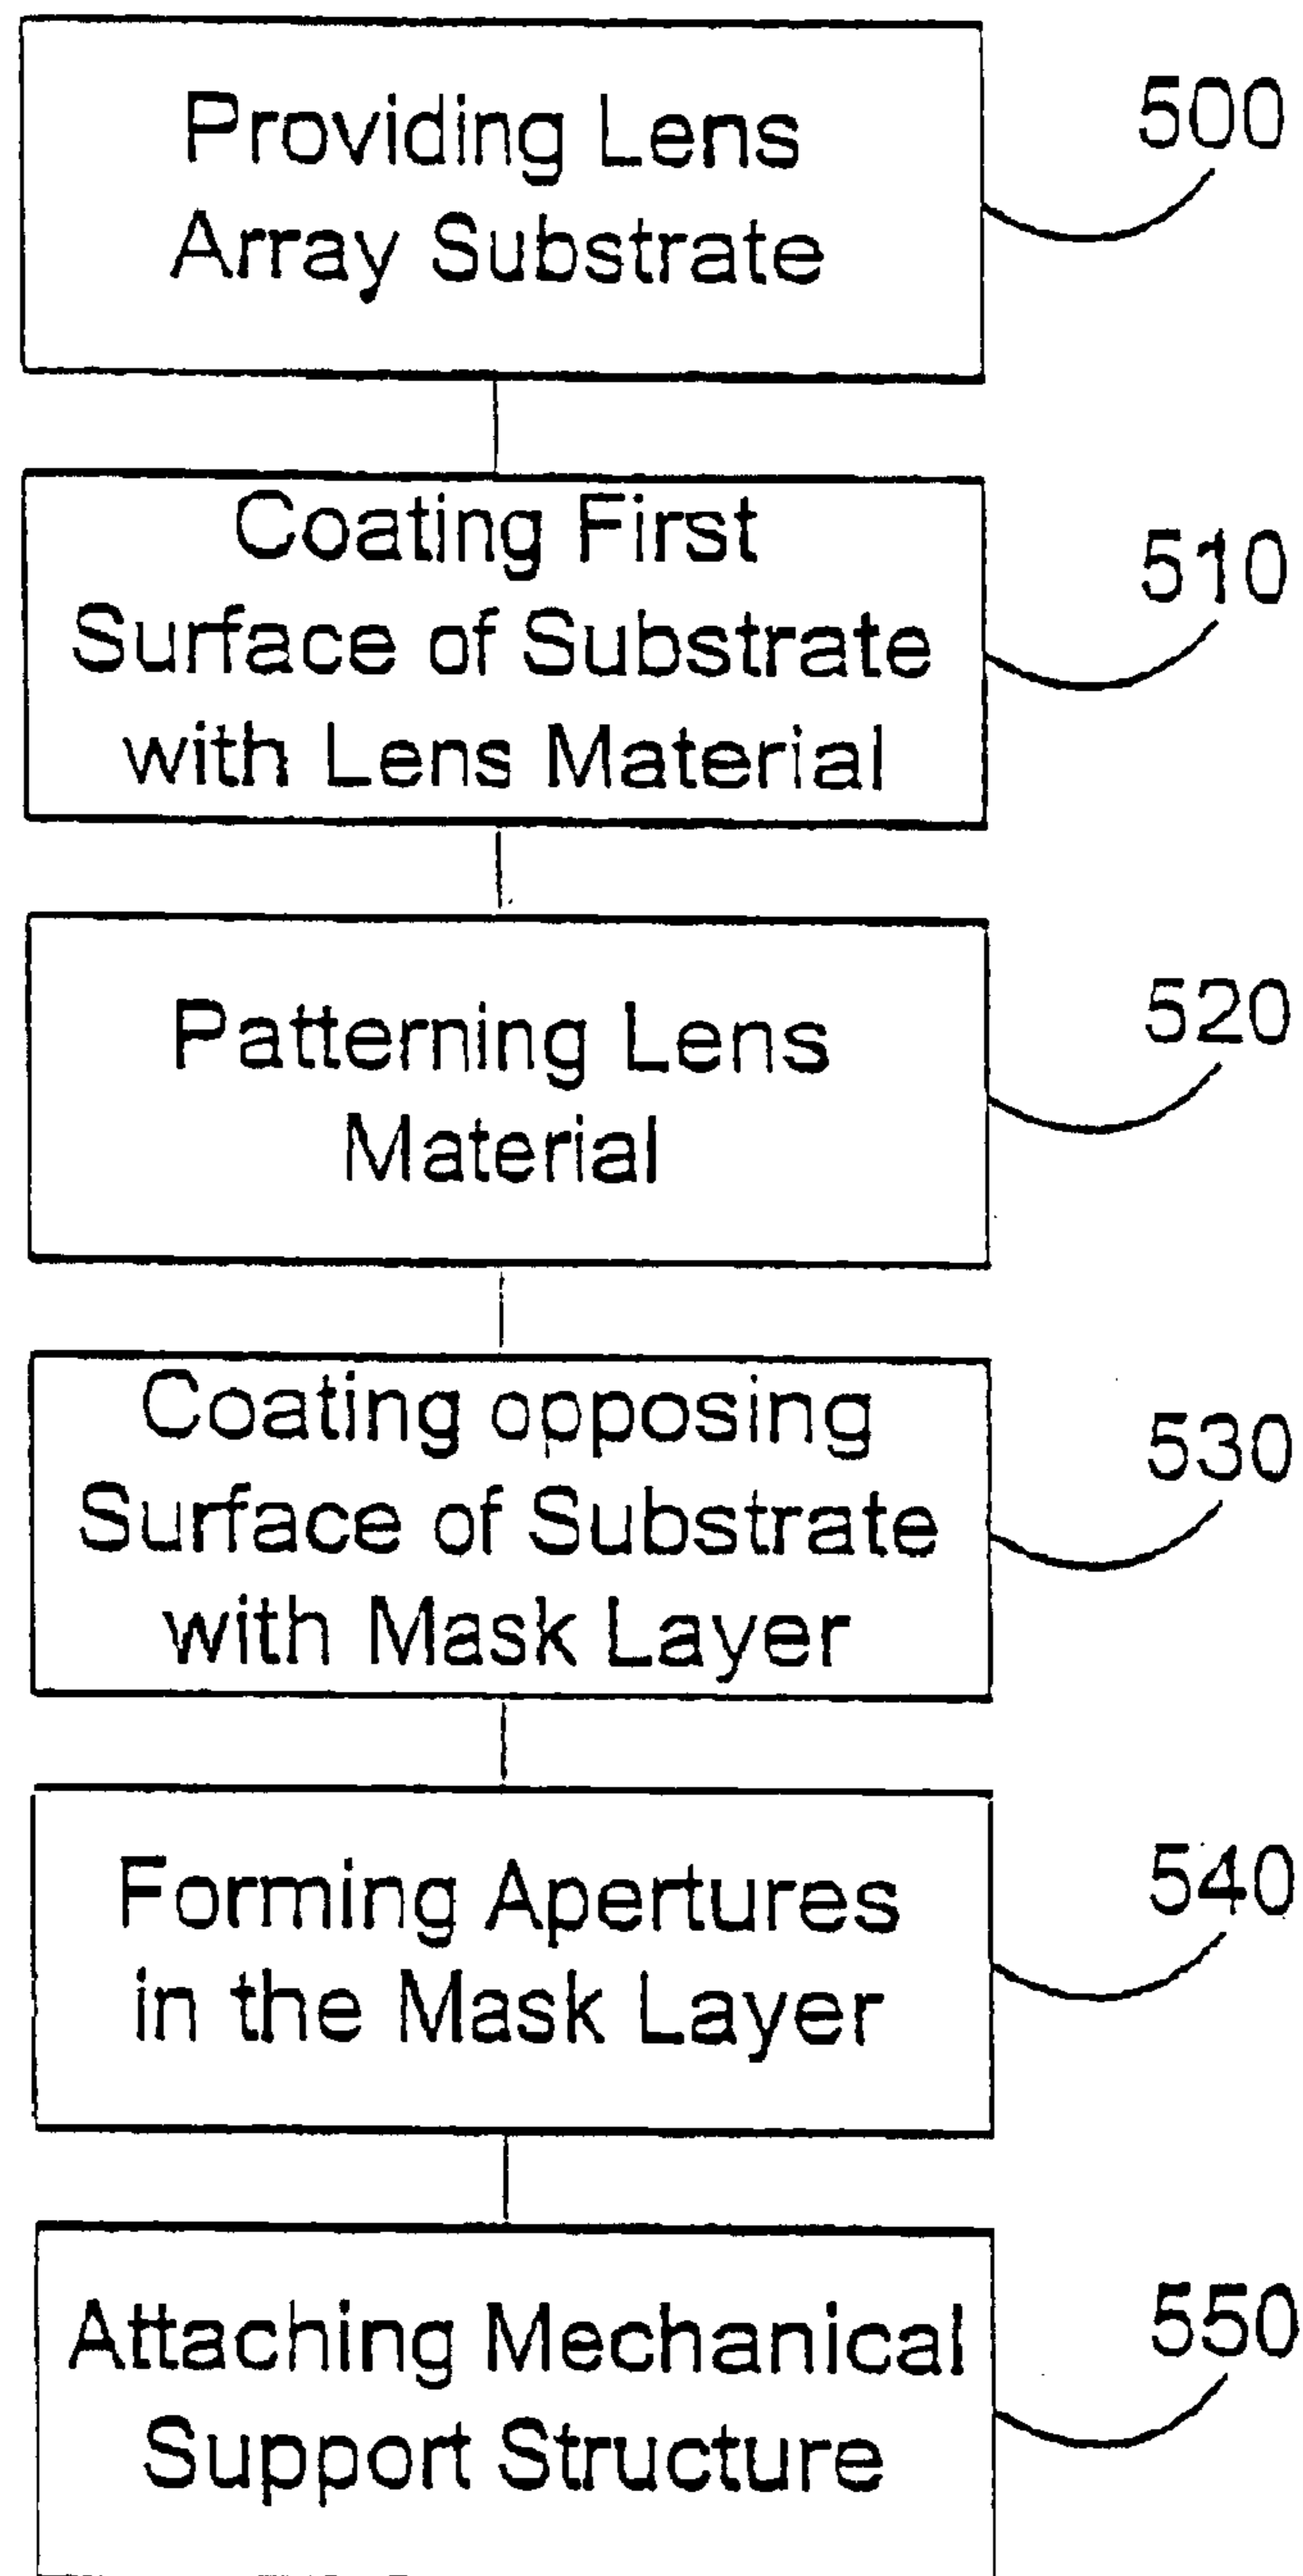 Providing Lens
Array Substrate
500
Coating First
Surface of Substrate
with Lens Material
510
Patterning Lens
Material
520
Coating opposing
Surface of Substrate
with Mask Layer
530
Forming Apertures
in the Mask Layer
540
Attaching Mechanical
Support Structure
550